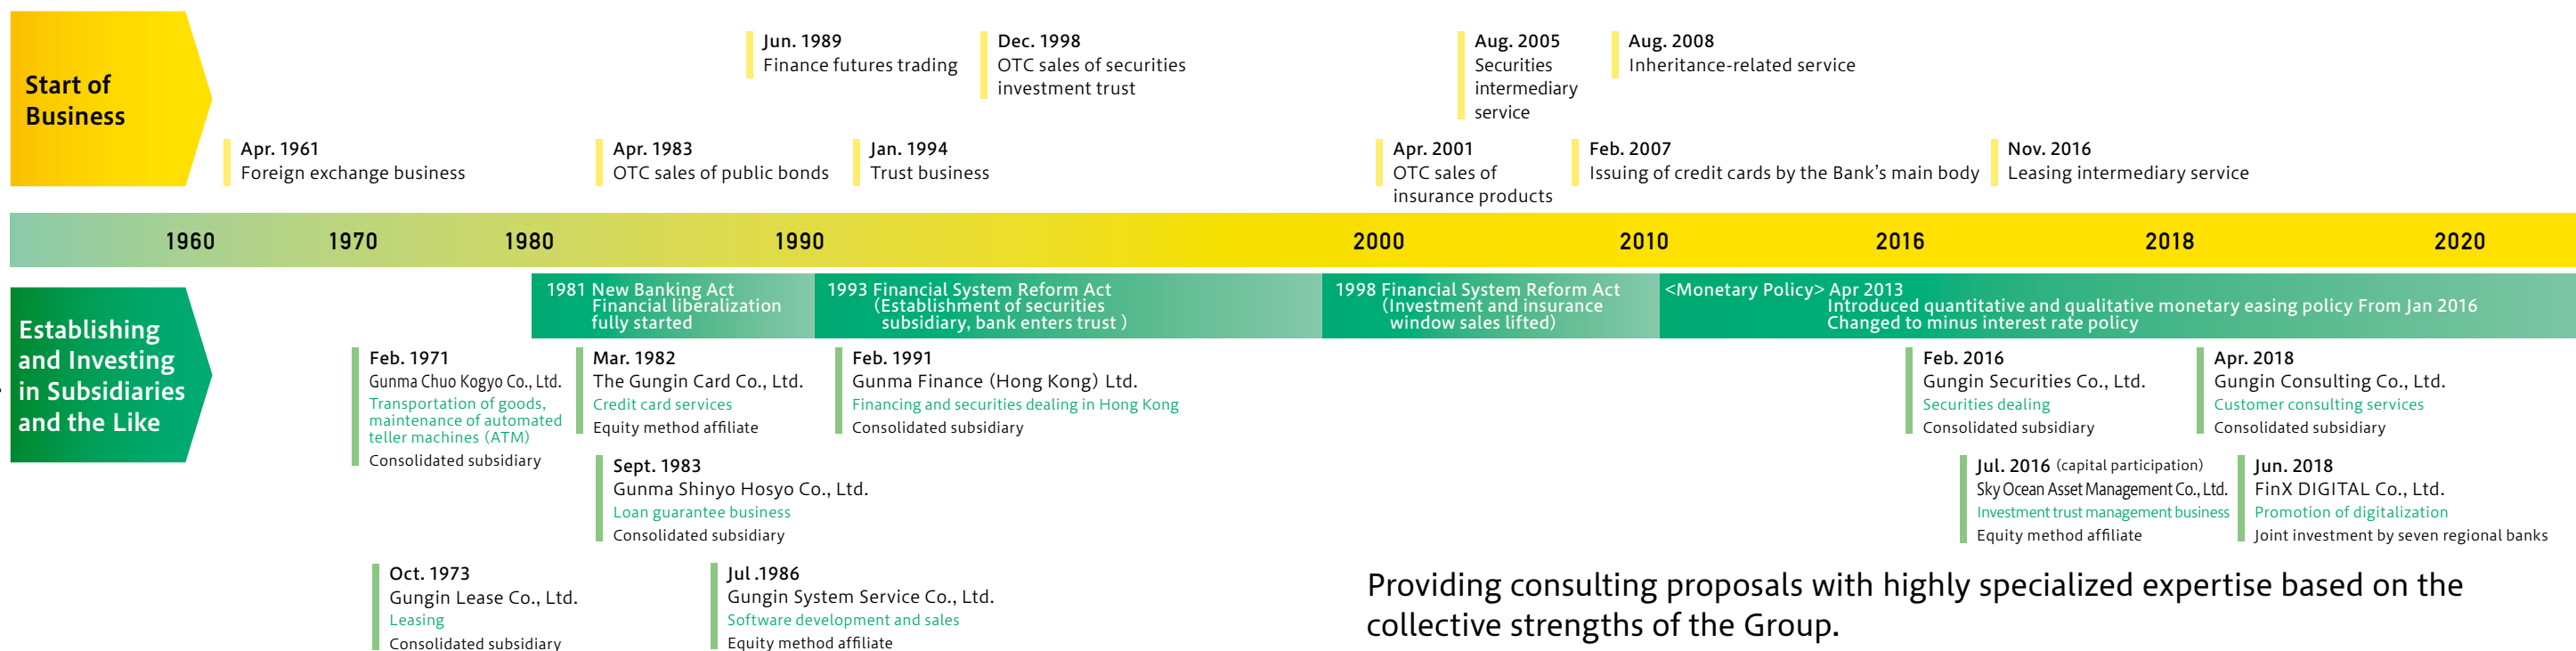 Start of
Business
Jun. 1989
Finance futures trading
Dec. 1998
OTC sales of securities
investment trust
Aug. 2005
Securities
intermediary
service
Aug. 2008
Inheritance-related service
Apr. 1961
Foreign exchange business
Apr. 1983
OTC sales of public bonds
Jan. 1994
Trust business
Apr. 2001
OTC sales of
insurance products
Feb. 2007
Issuing of credit cards by the Bank's main body
Nov. 2016
Leasing intermediary service
1960 1970 1980 1990 2000 2010 2016 2018 2020
1981 New Banking Act
Financial liberalization
fully started
1993 Financial System Reform Act
(Establishment of securities
subsidiary, bank enters trust )
1998 Financial System Reform Act
(Investment and insurance
window sales lifted)
<Monetary Policy> Apr 2013
Introduced quantitative and qualitative monetary easing policy From Jan 2016
Changed to minus interest rate policy
Establishing
and Investing
in Subsidiaries
and the Like
Feb. 1971
Gunma Chuo Kogyo Co., Ltd.
Transportation of goods,
maintenance of automated
teller machines (ATM)
Consolidated subsidiary
Mar. 1982
The Gungin Card Co., Ltd.
Credit card services
Equity method affiliate
Feb. 1991
Gunma Finance (Hong Kong) Ltd.
Financing and securities dealing in Hong Kong
Consolidated subsidiary
Feb. 2016
Gungin Securities Co., Ltd.
Securities dealing
Consolidated subsidiary
Apr. 2018
Gungin Consulting Co., Ltd.
Customer consulting services
Consolidated subsidiary
Sept. 1983
Gunma Shinyo Hosyo Co., Ltd.
Loan guarantee business
Consolidated subsidiary
Jul. 2016 (capital participation)
Sky Ocean Asset Management Co., Ltd.
Investment trust management business
Equity method affiliate
Jun. 2018
FinX DIGITAL Co., Ltd.
Promotion of digitalization
Joint investment by seven regional banks
Oct. 1973
Gungin Lease Co., Ltd.
Leasing
Consolidated subsidiary
Jul .1986
Gungin System Service Co., Ltd.
Software development and sales
Equity method affiliate
Providing consulting proposals with highly specialized expertise based on the
collective strengths of the Group.